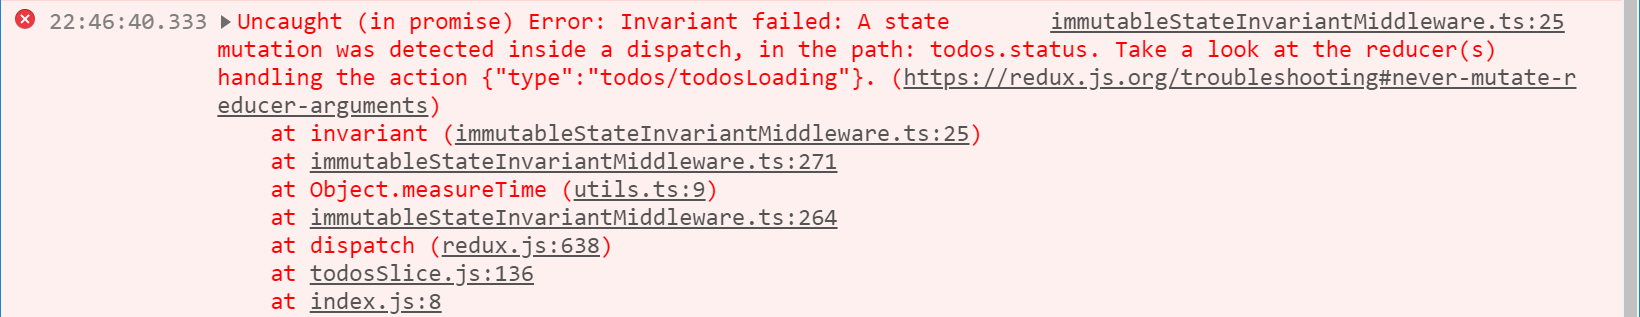 22:46:40.333 ▶Uncaught (in promise) Error: Invariant failed: A state immutableStateInvariantMiddleware.ts:25
mutation was detected inside a dispatch, in the path: todos.status. Take a look at the reducer(s)
handling the action {"type":"todos/todosLoading"}. (https://redux.js.org/troubleshooting#never-mutate-r
educer-arguments)
at invariant (immutableStateInvariantMiddleware.ts:25)
at immutableStateInvariantMiddleware.ts:271
at Object.measureTime (utils.ts:9)
at immutableStateInvariantMiddleware.ts:264
at dispatch (redux.js:638)
at todosSlice.js:136
at index.js:8